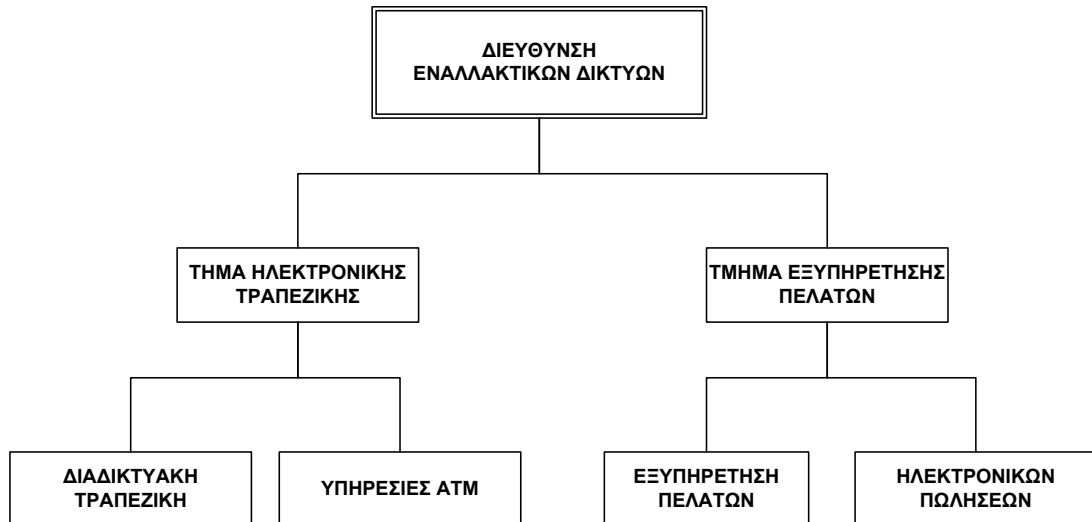 ΔΙΕΥΘΥΝΣΗ
ΕΝΑΛΛΑΚΤΙΚΩΝ ΔΙΚΤΥΩΝ
ΤΗΜΑ ΗΛΕΚΤΡΟΝΙΚΗΣ
ΤΡΑΠΕΖΙΚΗΣ
ΤΜΗΜΑ ΕΞΥΠΗΡΕΤΗΣΗΣ
ΠΕΛΑΤΩΝ
ΔΙΑΔΙΚΤΥΑΚΗ
ΤΡΑΠΕΖΙΚΗ
ΥΠΗΡΕΣΙΕΣ ΑΤΜ
ΕΞΥΠΗΡΕΤΗΣΗ
ΠΕΛΑΤΩΝ
ΗΛΕΚΤΡΟΝΙΚΩΝ
ΠΩΛΗΣΕΩΝ